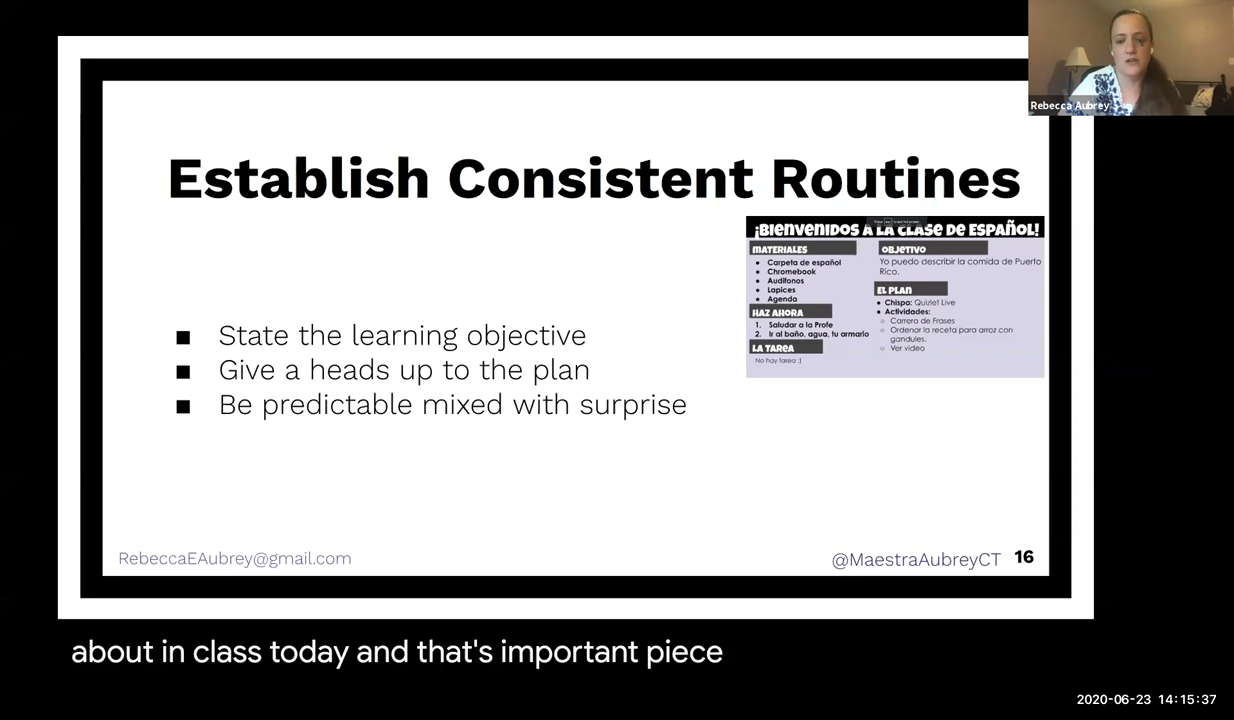 Rebecca Aubrey
Establish Consistent Routines
■ State the learning objective
■ Give a heads up to the plan
■ Be predictable mixed with surprise
¡Bienvenidos a la clase de español!
Materiales
● Carpeta de español
● Chromebook
● Audifonos
● Lapices
● Agenda
Haz ahora
1. Saludar a la Profe
2. Ir al baño, agua, tu armario
La tarea
No hay tarea :)
Objetivo
Yo puedo describir la comida de Puerto
Rico.
El plan
● Chispa: Quizlet Live
● Actividades:
○ Carrera de Frases
○ Ordenar la receta para arroz con
gandules.
○ Ver video
RebeccaEAubrey@gmail.com
@MaestraAubreyCT 16
about in class today and that's important piece
2020-06-23 14:15:37